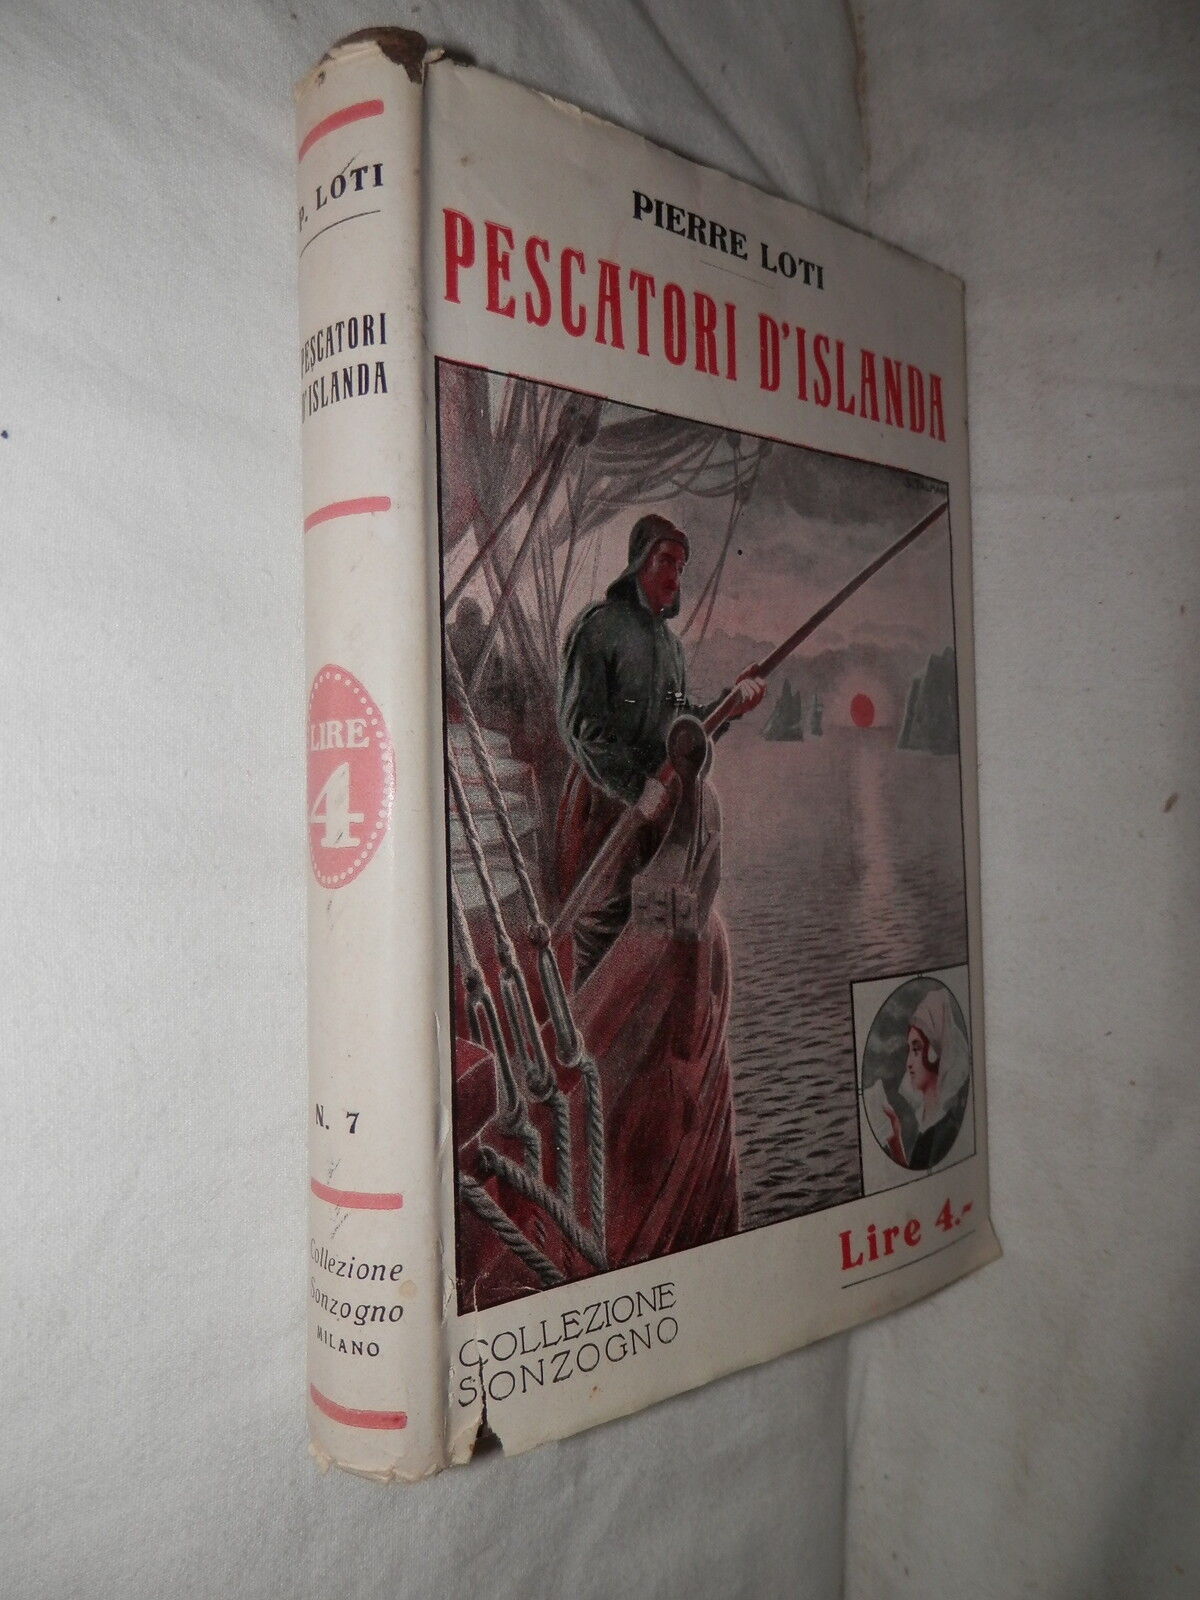 P. LOTI
PESCATORI
D'ISLANDA
LIRE
4
N. 7
Collezione
Sonzogno
MILANO
PIERRE LOTI
PESCATORI D'ISLANDA
Lire 4.-
COLLEZIONE
SONZOGNO